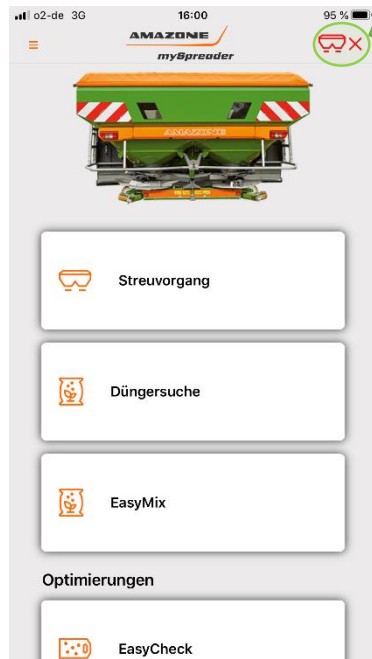 o2-de 3G 16:00 95 %
AMAZONE
mySpreader
AMAZONE
Streuvorgang
Düngersuche
EasyMix
Optimierungen
EasyCheck